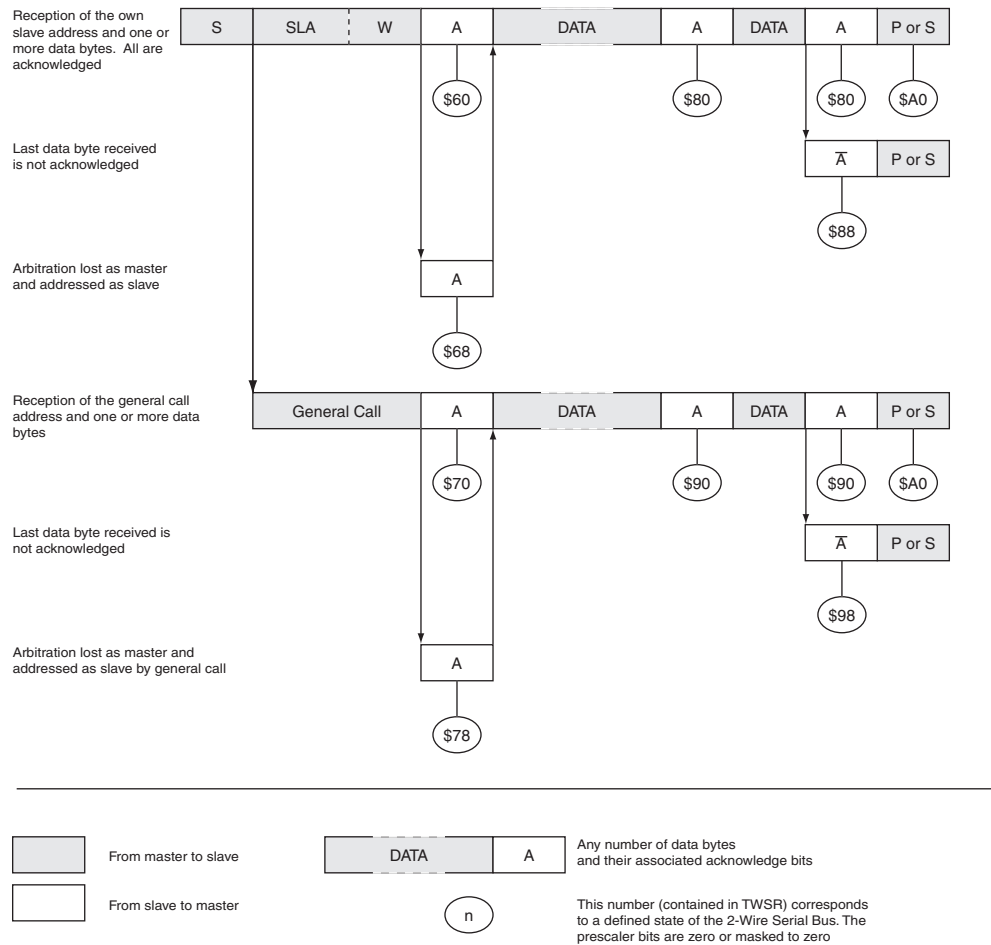 Reception of the own
slave address and one or
more data bytes.  All are
acknowledged
S SLA W A DATA A DATA A P or S
$60 $80 $80 $A0
Last data byte received
is not acknowledged
A̅ P or S
$88
Arbitration lost as master
and addressed as slave
A
$68
Reception of the general call
address and one or more data
bytes
General Call A DATA A DATA A P or S
$70 $90 $90 $A0
Last data byte received is
not acknowledged
A̅ P or S
$98
Arbitration lost as master and
addressed as slave by general call
A
$78
From master to slave
DATA A
Any number of data bytes
and their associated acknowledge bits
From slave to master
n
This number (contained in TWSR) corresponds
to a defined state of the 2-Wire Serial Bus. The
prescaler bits are zero or masked to zero